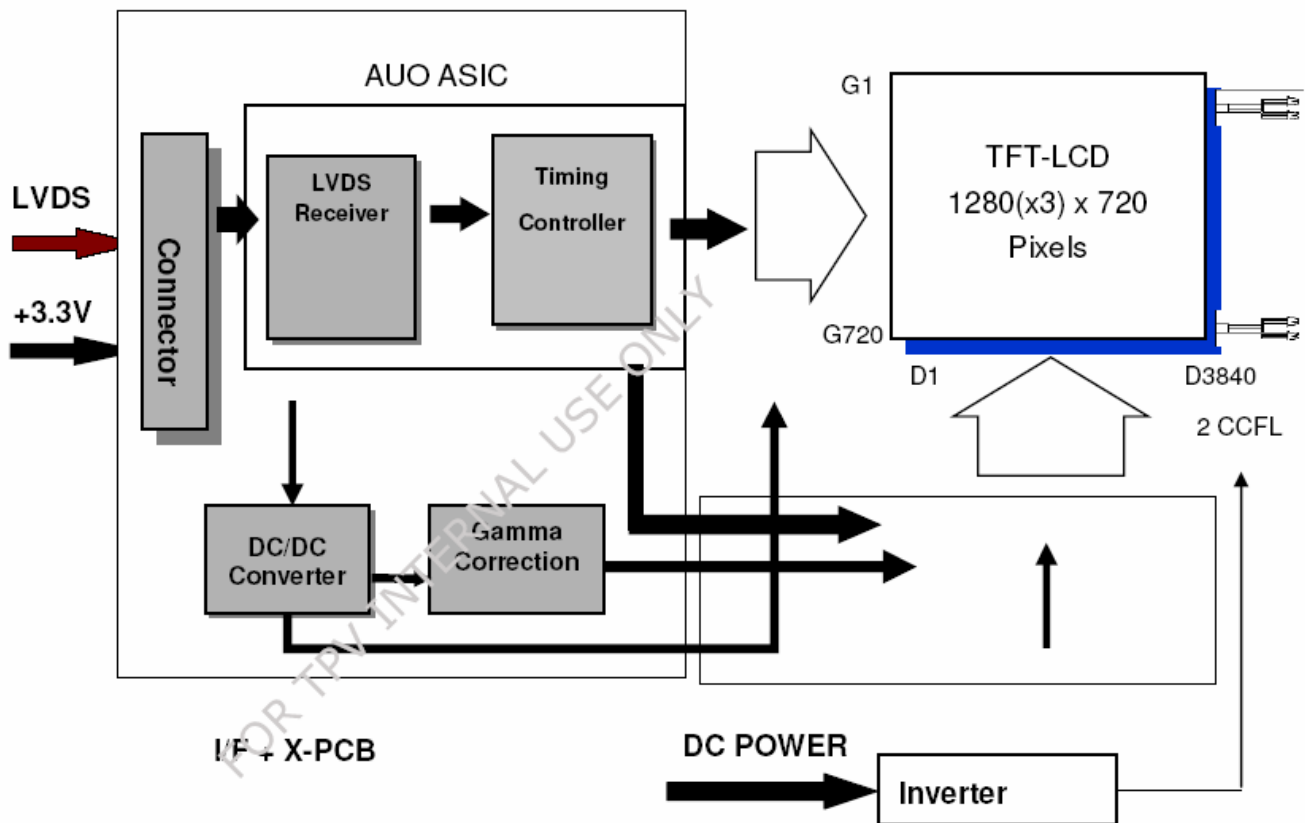 AUO ASIC
LVDS
+3.3V
Connector
LVDS
Receiver
Timing
Controller
G1
TFT-LCD
1280(x3) x 720
Pixels
G720
D1
D3840
2 CCFL
DC/DC
Converter
Gamma
Correction
FOR TPV INTERNAL USE ONLY
I/F + X-PCB
DC POWER
Inverter